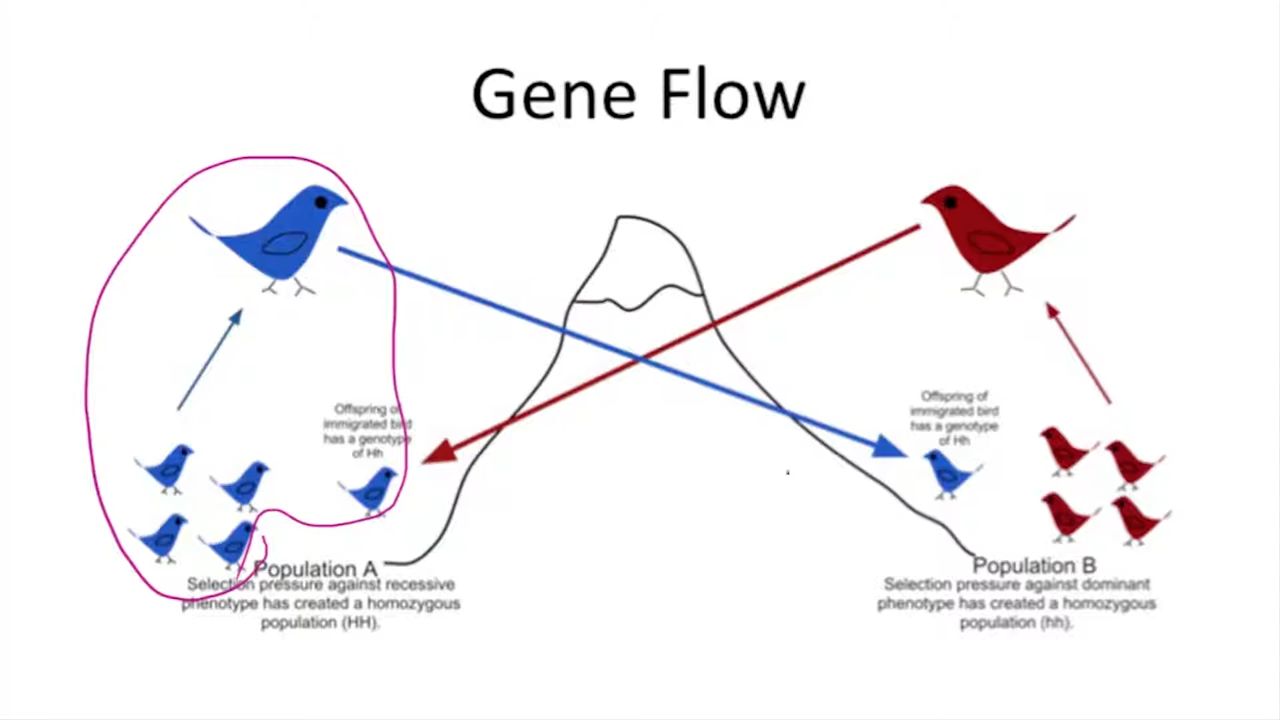 Gene Flow
Offspring of
immigrated bird
has a genotype
of Hh
Offspring of
immigrated bird
has a genotype
of Hh
Population A
Selection pressure against recessive
phenotype has created a homozygous
population (HH).
Population B
Selection pressure against dominant
phenotype has created a homozygous
population (hh).